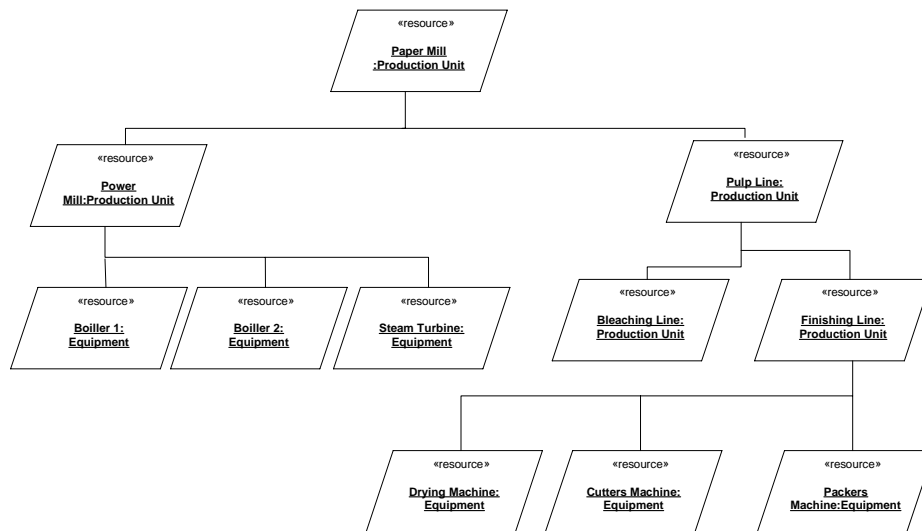 «resource»
Paper Mill
:Production Unit
«resource»
Power
Mill:Production Unit
«resource»
Pulp Line:
Production Unit
«resource»
Boiller 1:
Equipment
«resource»
Boiller 2:
Equipment
«resource»
Steam Turbine:
Equipment
«resource»
Bleaching Line:
Production Unit
«resource»
Finishing Line:
Production Unit
«resource»
Drying Machine:
Equipment
«resource»
Cutters Machine:
Equipment
«resource»
Packers
Machine:Equipment